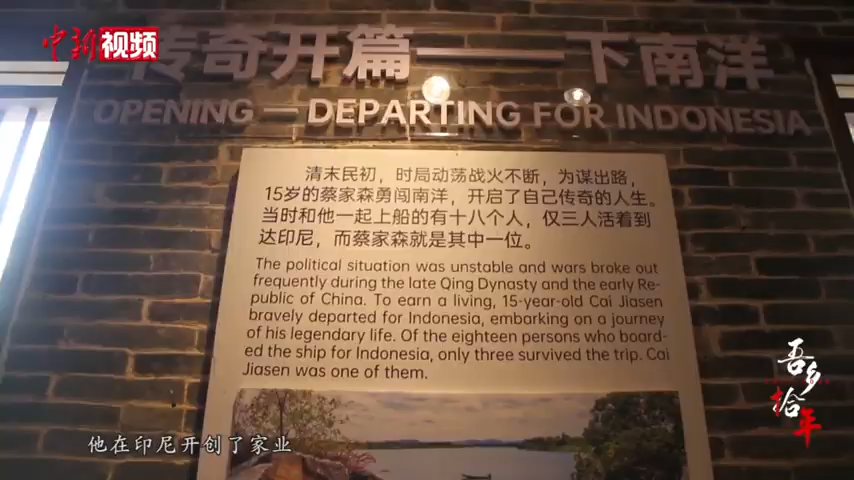 中新视频
传奇开篇——下南洋
OPENING — DEPARTING FOR INDONESIA
清末民初，时局动荡战火不断，为谋出路，
15岁的蔡家森勇闯南洋，开启了自己传奇的人生。
当时和他一起上船的有十八个人，仅三人活着到
达印尼，而蔡家森就是其中一位。
The political situation was unstable and wars broke out
frequently during the late Qing Dynasty and the early Re-
public of China. To earn a living, 15-year-old Cai Jiasen
bravely departed for Indonesia, embarking on a journey
of his legendary life. Of the eighteen persons who board-
ed the ship for Indonesia, only three survived the trip. Cai
Jiasen was one of them.
吾乡
拾年
他在印尼开创了家业